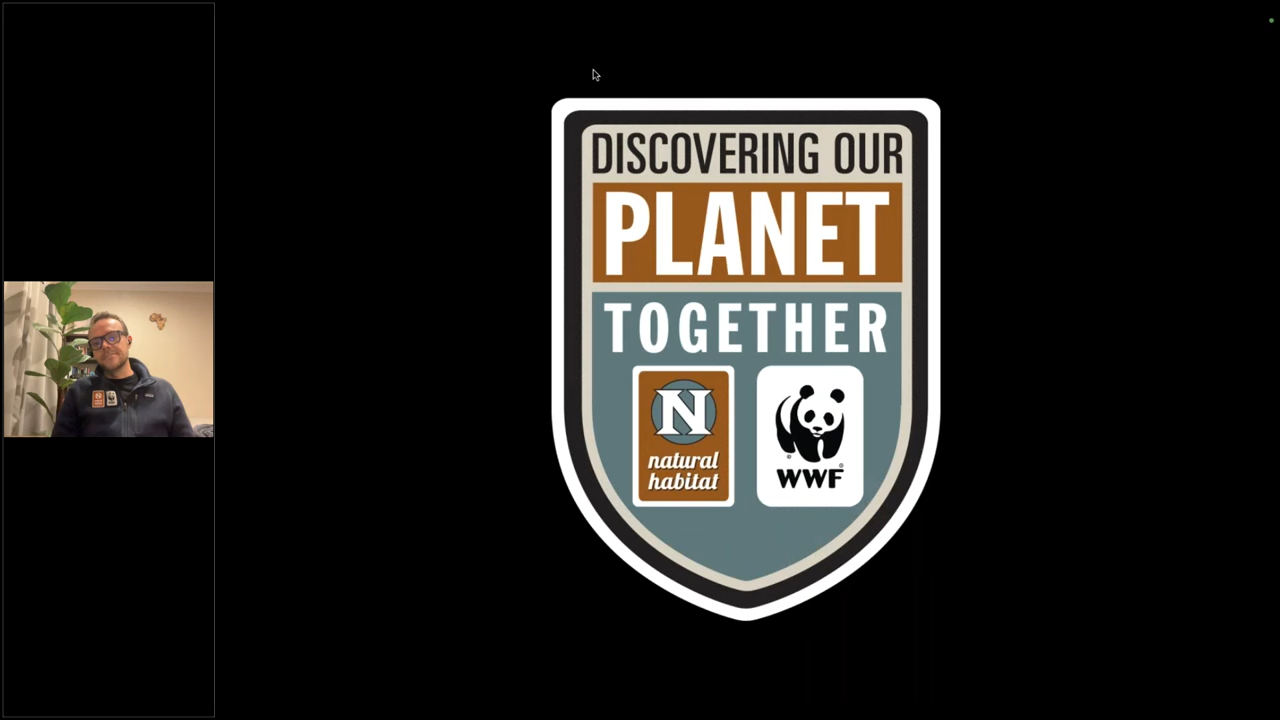 DISCOVERING OUR
PLANET
TOGETHER
N
natural
habitat
WWF